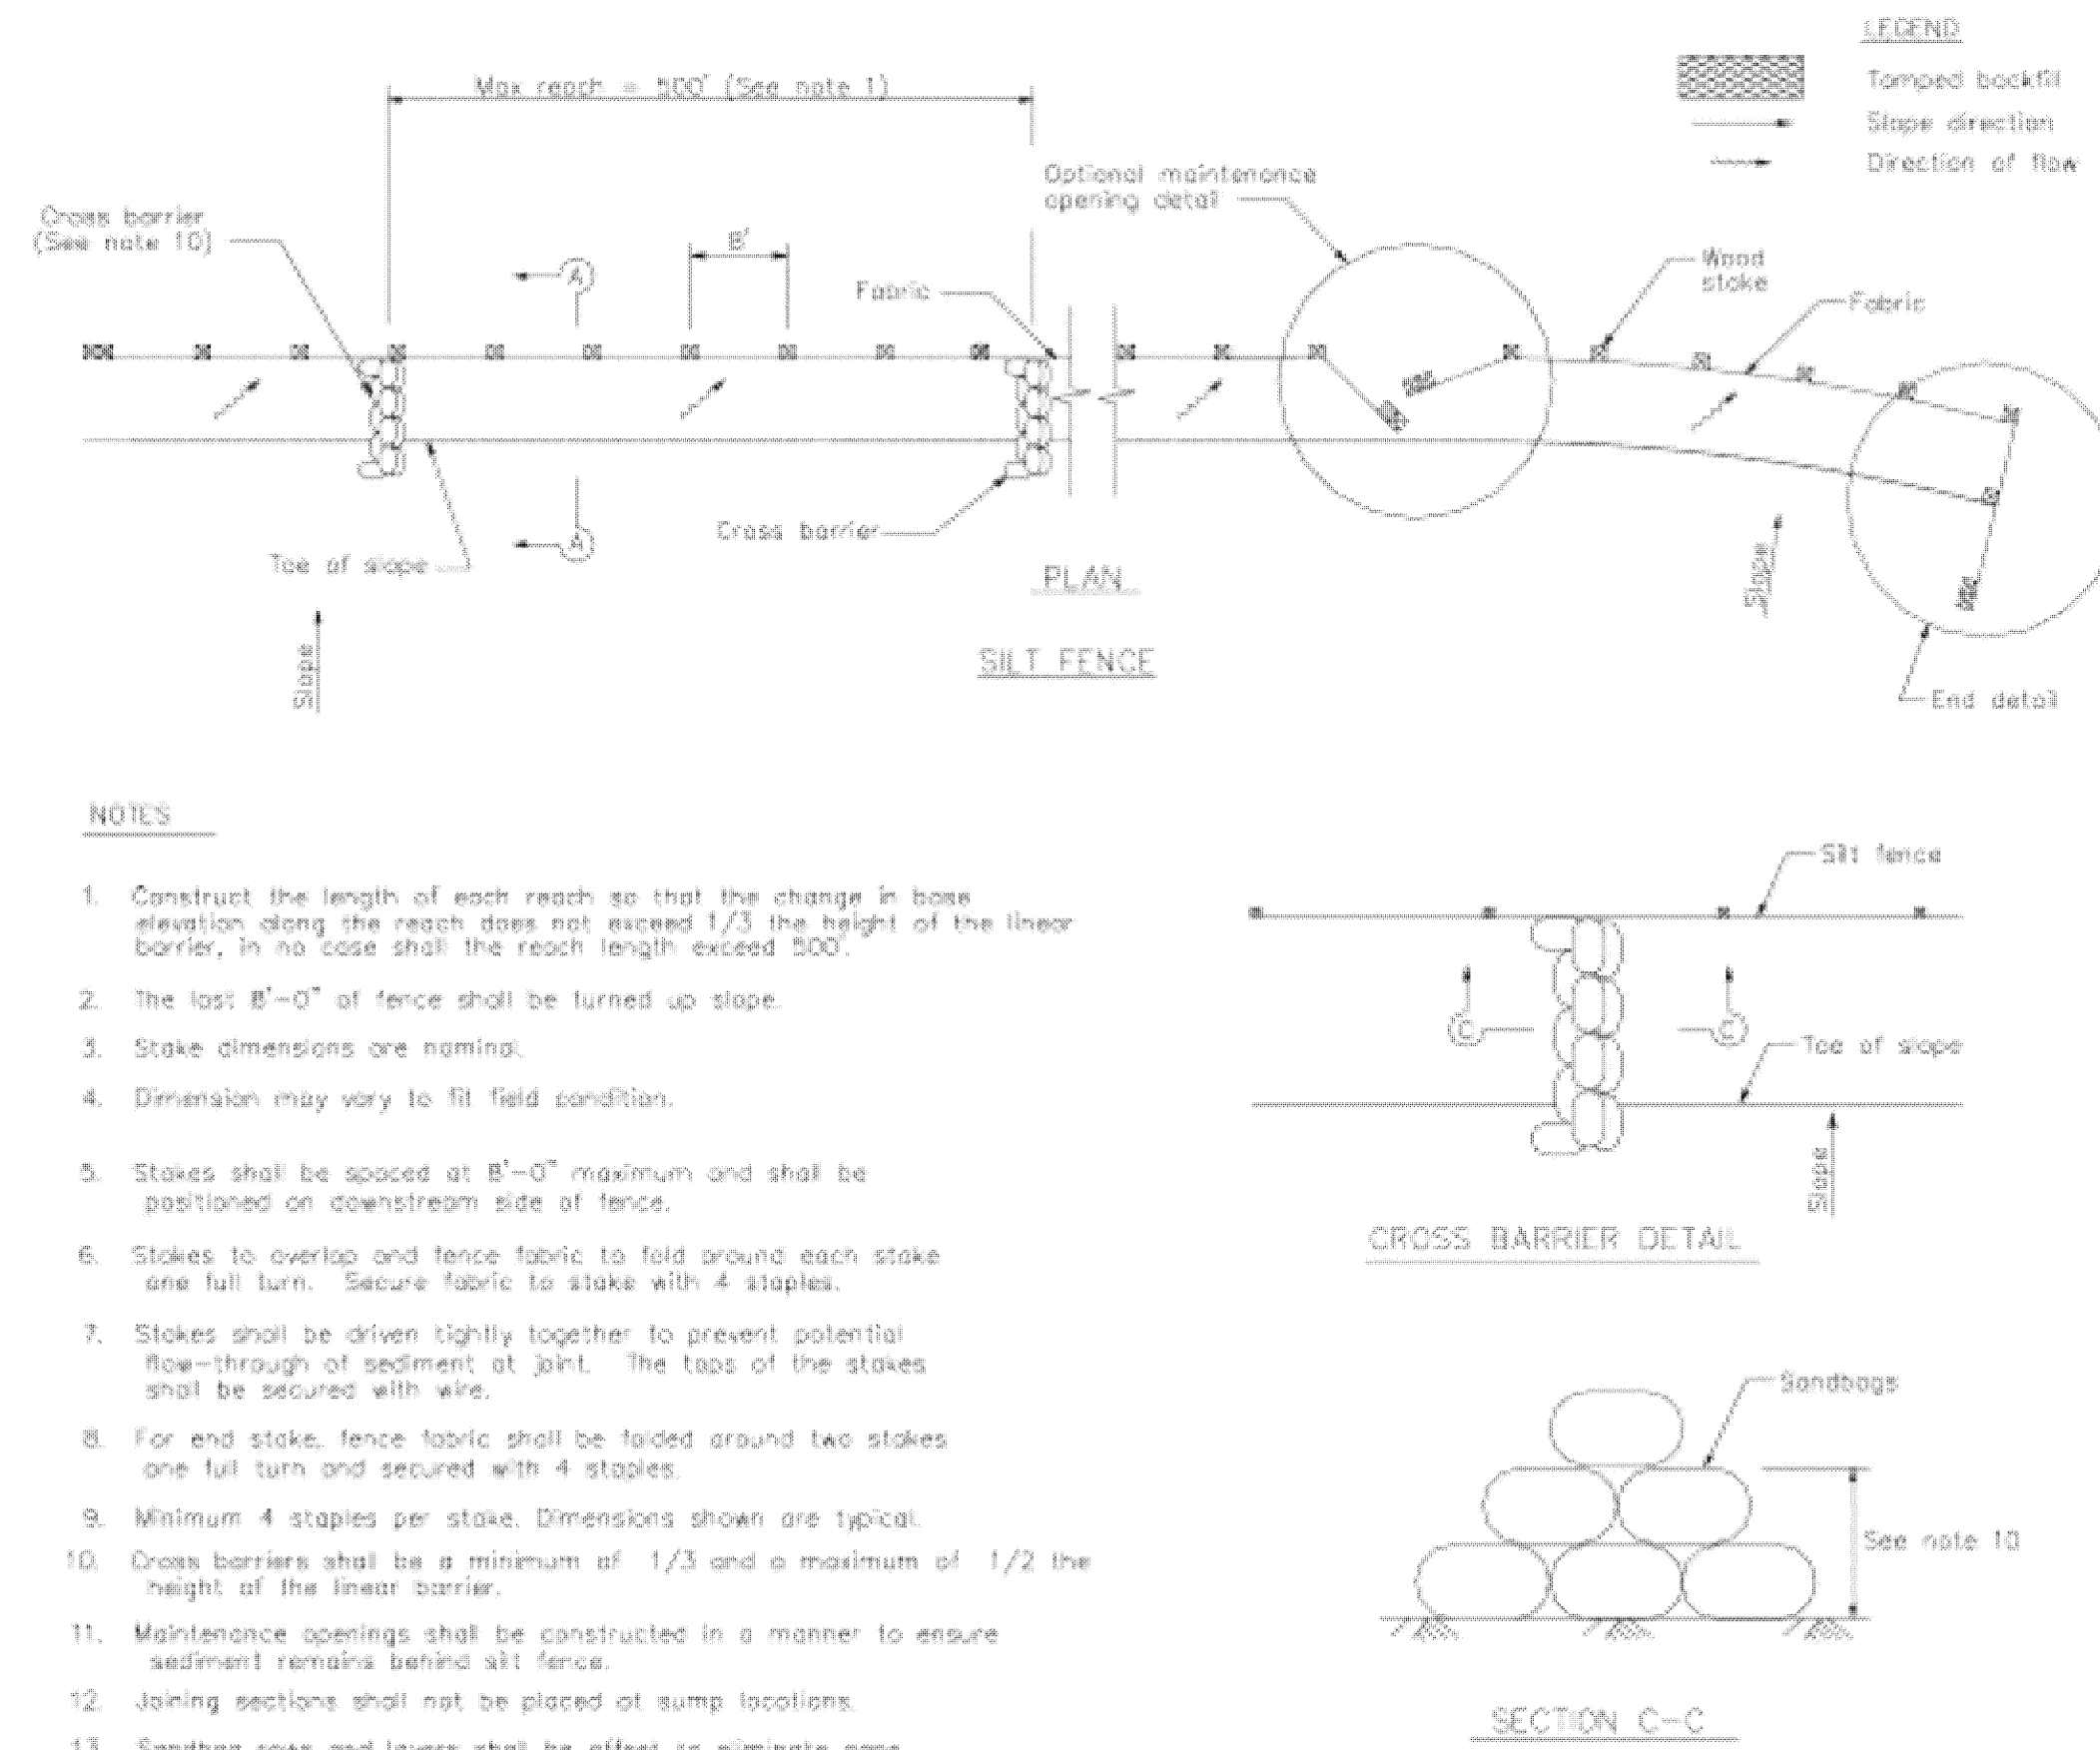 LEGEND
Tamped backfill
Slope direction
Direction of flow
Max reach = 500' (See note 1)
Optional maintenance
opening detail
Cross barrier
(See note 10)
8'
A
Fabric
Wood
stake
Fabric
Cross barrier
A
Toe of slope
PLAN
Slope
Slope
SILT FENCE
End detail
NOTES
1. Construct the length of each reach so that the change in base
elevation along the reach does not exceed 1/3 the height of the linear
barrier, in no case shall the reach length exceed 500'.
2. The last 8'-0" of fence shall be turned up slope.
3. Stake dimensions are nominal.
4. Dimension may vary to fit field condition.
5. Stakes shall be spaced at 8'-0" maximum and shall be
positioned on downstream side of fence.
6. Stakes to overlap and fence fabric to fold around each stake
one full turn. Secure fabric to stake with 4 staples.
7. Stakes shall be driven tightly together to prevent potential
flow-through of sediment at joint. The tops of the stakes
shall be secured with wire.
8. For end stake, fence fabric shall be folded around two stakes
one full turn and secured with 4 staples.
9. Minimum 4 staples per stake. Dimensions shown are typical.
10. Cross barriers shall be a minimum of 1/3 and a maximum of 1/2 the
height of the linear barrier.
11. Maintenance openings shall be constructed in a manner to ensure
sediment remains behind silt fence.
12. Joining sections shall not be placed at sump locations.
13. Sandbag rows and layers shall be offset to eliminate gaps.
Silt fence
C
C
Toe of slope
Slope
CROSS BARRIER DETAIL
Sandbags
See note 10
SECTION C-C